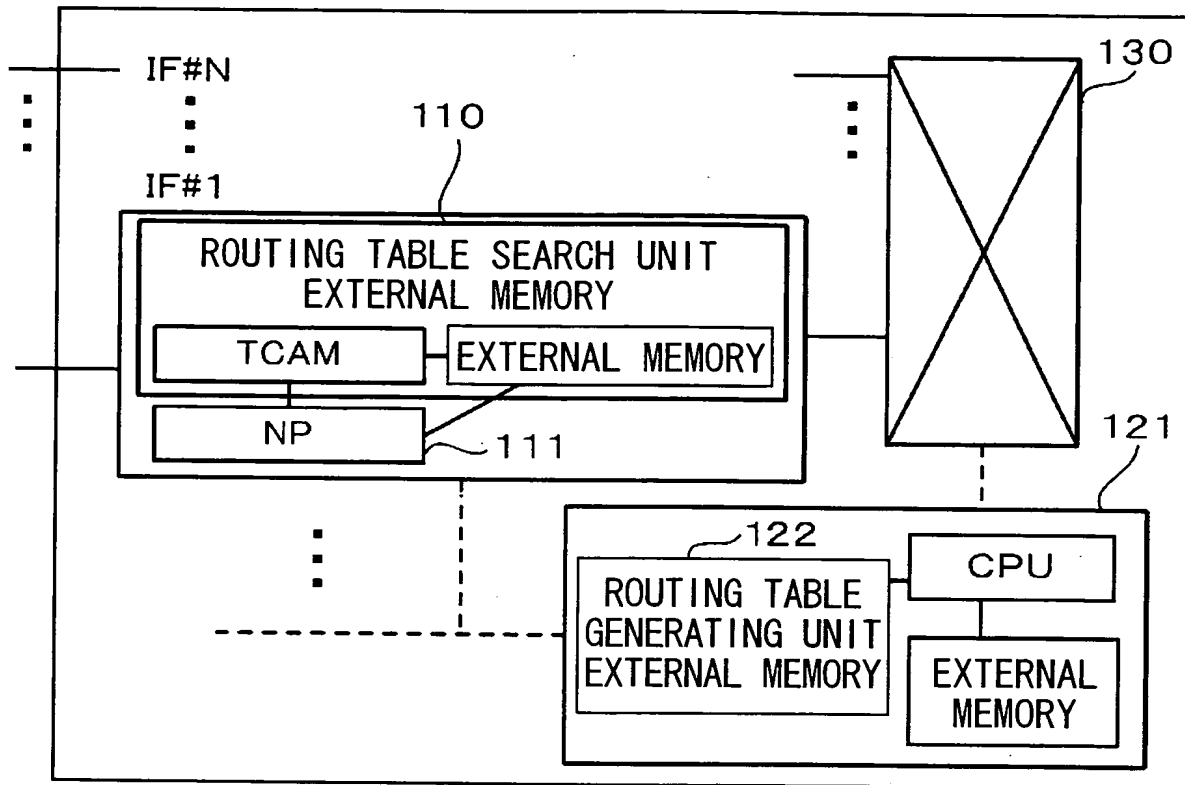 130
IF#N
110
IF#1
ROUTING TABLE SEARCH UNIT
EXTERNAL MEMORY
TCAM
EXTERNAL MEMORY
NP
111
121
122
CPU
ROUTING TABLE
GENERATING UNIT
EXTERNAL MEMORY
EXTERNAL
MEMORY